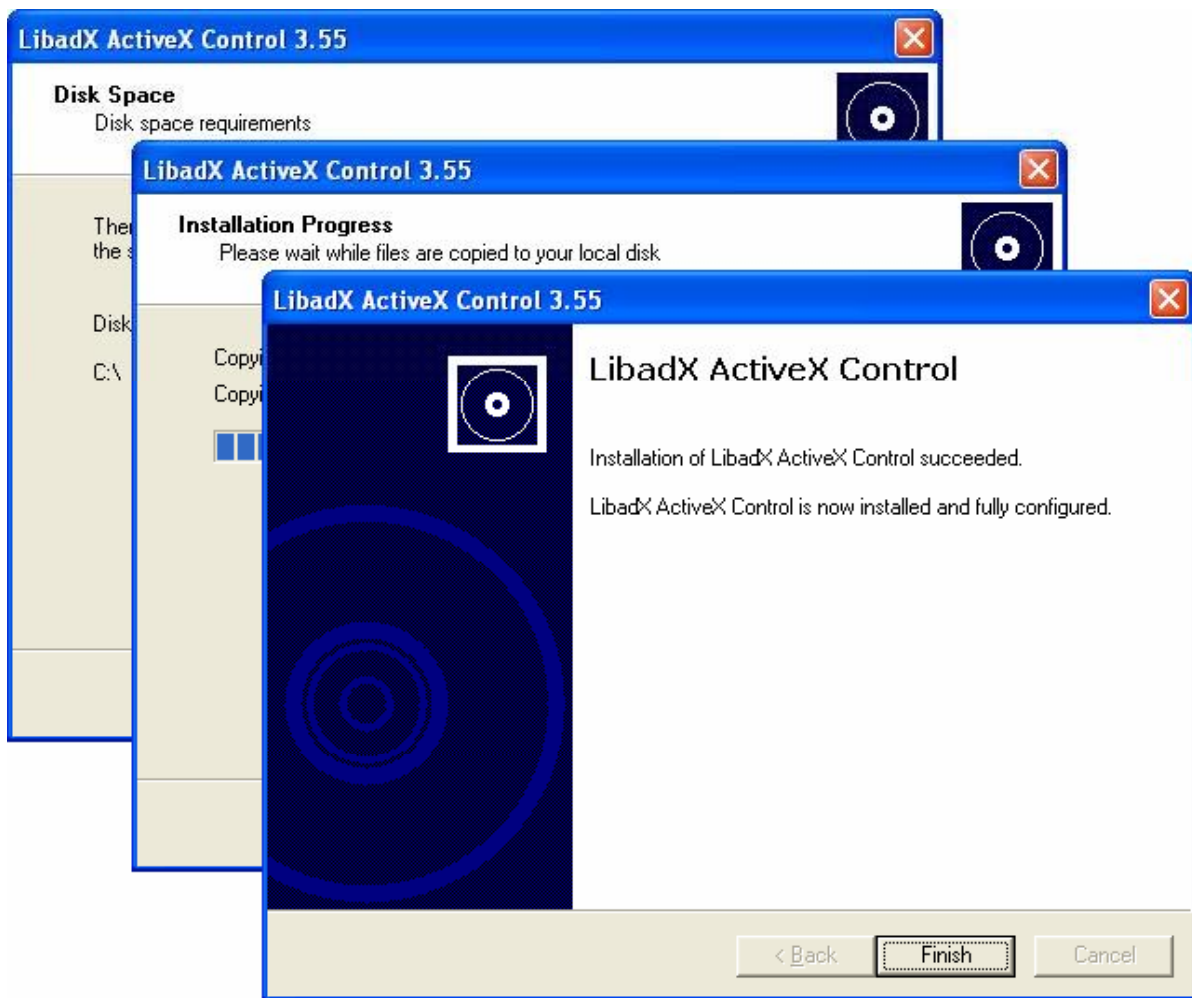 LibadX ActiveX Control 3.55
Disk Space
Disk space requirements
the
Disk
C:\
LibadX ActiveX Control 3.55
Installation Progress
Please wait while files are copied to your local disk
LibadX ActiveX Control 3.55
LibadX ActiveX Control
Installation of LibadX ActiveX Control succeeded.
LibadX ActiveX Control is now installed and fully configured.
< Back
Finish
Cancel